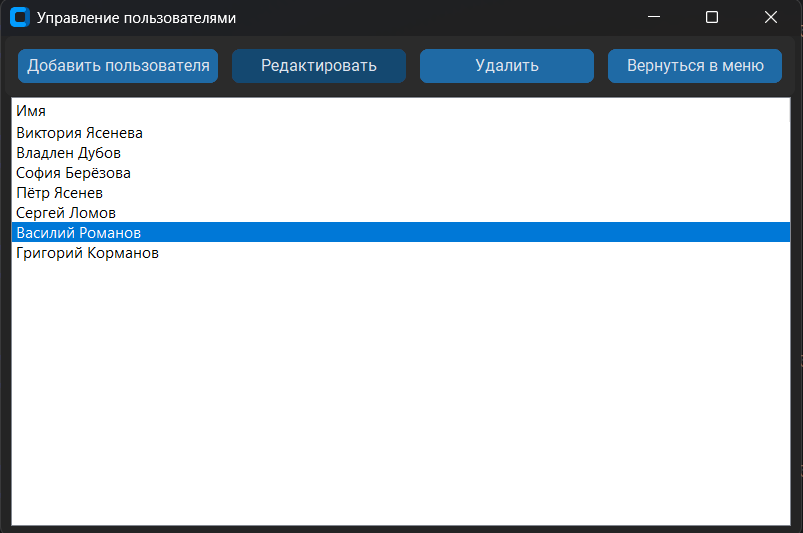 Управление пользователями
Добавить пользователя Редактировать Удалить Вернуться в меню
Имя
Виктория Ясенева
Владлен Дубов
София Берёзова
Пётр Ясенев
Сергей Ломов
Василий Романов
Григорий Корманов